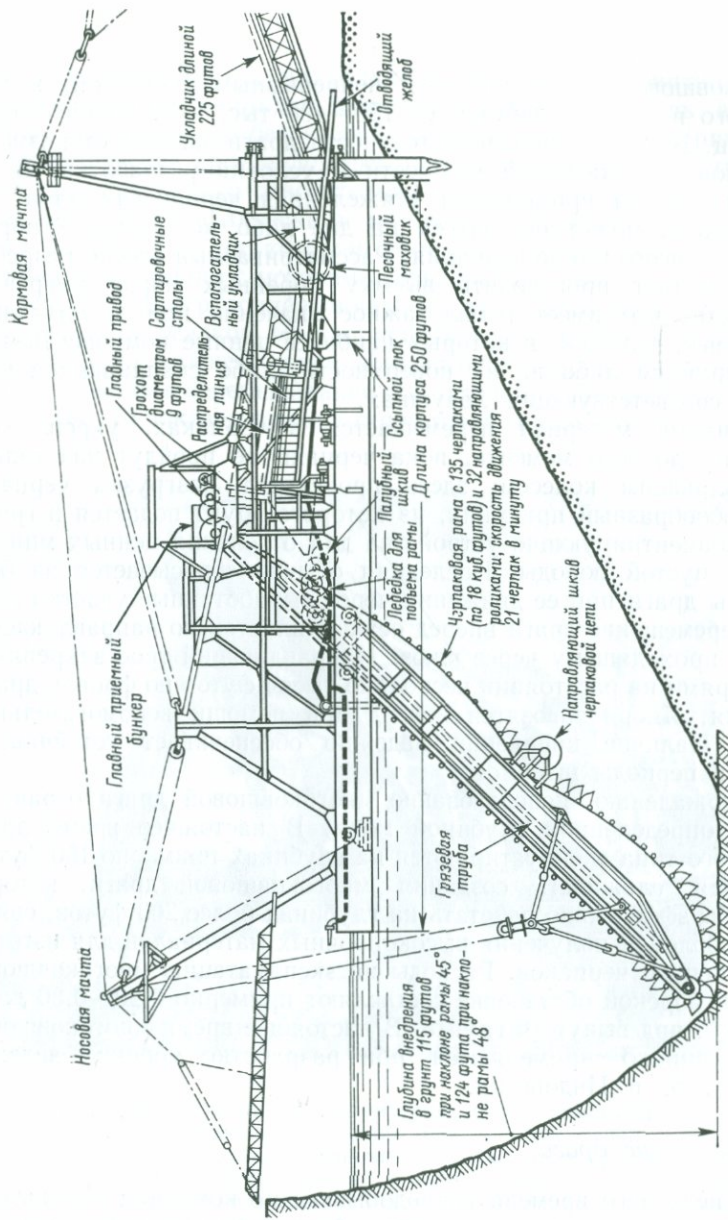 Кормовая мачта
Укладчик длиной
225 футов
Отводящий
желоб
Главный привод
Грохот
диаметром
9 футов
Сортировочные
столы
Распределитель-
ная линия
Вспомогатель-
ный укладчик
Песочный
маховик
Главный приемный
бункер
Носовая мачта
Ссыпной люк
Палубный
шкив
Лебедка для
подъема рамы
Длина корпуса 250 футов
Черпаковая рама с 135 черпаками
(по 18 куб футов) и 32 направляющими
роликами; скорость движения-
21 черпак в минуту
Направляющий шкив
черпаковой цепи
Грязевая
труба
Глубина внедрения
в грунт 115 футов
при наклоне рамы 45°
и 124 фута при накло-
не рамы 48°